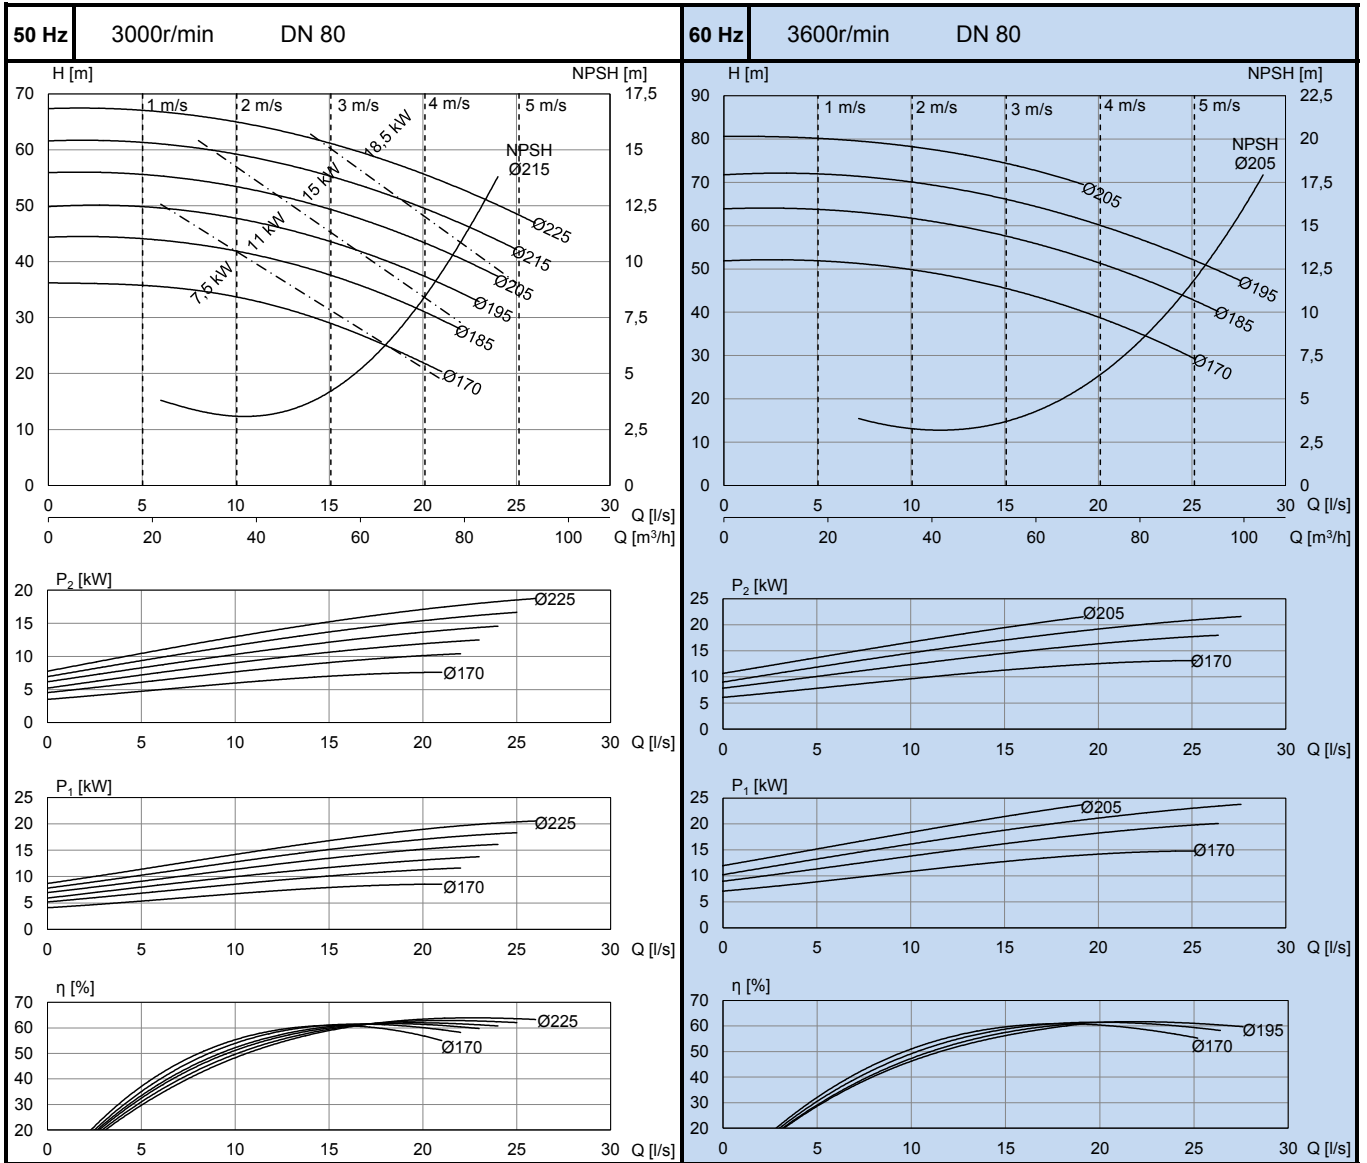 50 Hz 3000r/min DN 80
H [m] NPSH [m]
70 17,5
1 m/s 2 m/s 3 m/s 4 m/s 5 m/s
18,5 kW
60 15
NPSH
Ø215
15 kW
50 12,5
Ø225
11 kW
Ø215
40 10
7,5 kW
Ø205
Ø195
30 7,5
Ø185
20 5
Ø170
10 2,5
0 0
0 5 10 15 20 25 30
Q [l/s]
0 20 40 60 80 100 Q [m³/h]
P₂ [kW]
20
Ø225
15
10
Ø170
5
0
0 5 10 15 20 25 30 Q [l/s]
P₁ [kW]
25
20
Ø225
15
10
Ø170
5
0
0 5 10 15 20 25 30 Q [l/s]
η [%]
70
60
Ø225
50
Ø170
40
30
20
0 5 10 15 20 25 30 Q [l/s]
60 Hz 3600r/min DN 80
H [m] NPSH [m]
90 22,5
1 m/s 2 m/s 3 m/s 4 m/s 5 m/s
80 20
NPSH
Ø205
70 17,5
Ø205
60 15
50 12,5
Ø195
40 10
Ø185
30 7,5
Ø170
20 5
10 2,5
0 0
0 5 10 15 20 25 30
Q [l/s]
0 20 40 60 80 100 Q [m³/h]
P₂ [kW]
25
Ø205
20
15
Ø170
10
5
0
0 5 10 15 20 25 30 Q [l/s]
P₁ [kW]
25
Ø205
20
15
Ø170
10
5
0
0 5 10 15 20 25 30 Q [l/s]
η [%]
70
60
Ø195
50
Ø170
40
30
20
0 5 10 15 20 25 30 Q [l/s]